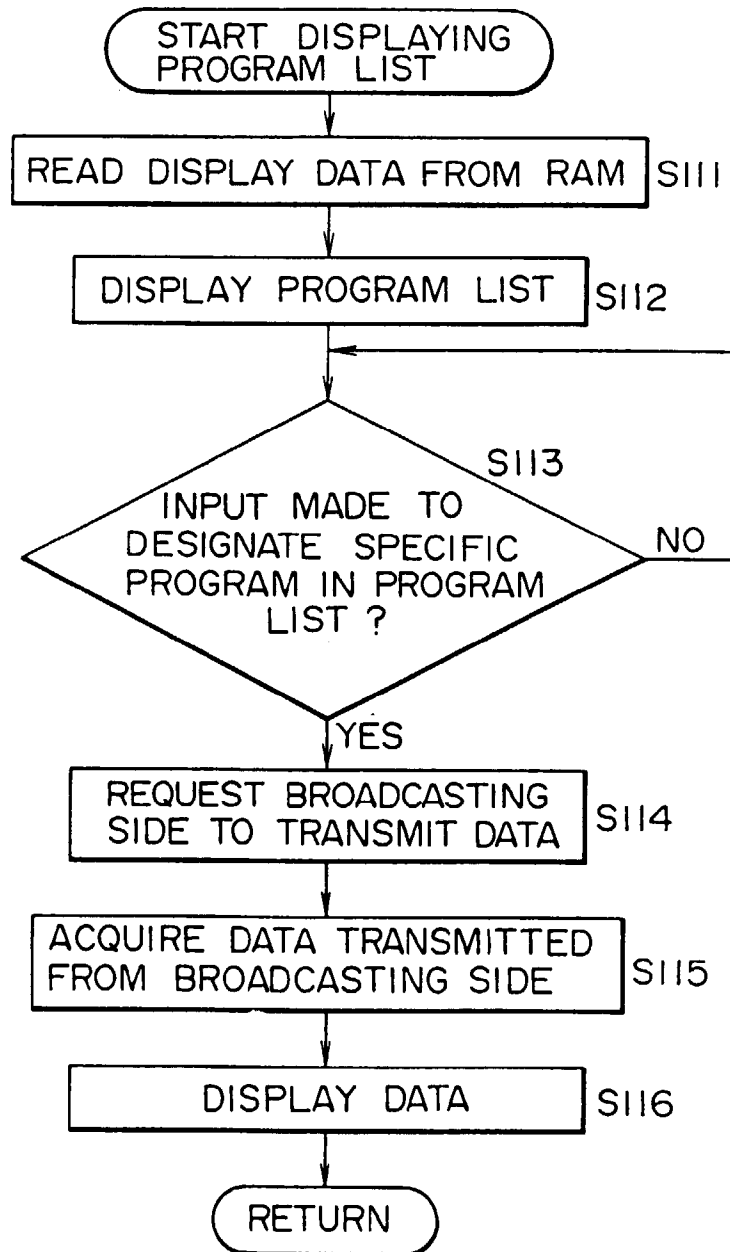 START DISPLAYING
PROGRAM LIST
READ DISPLAY DATA FROM RAM
S111
DISPLAY PROGRAM LIST
S112
S113
INPUT MADE TO
DESIGNATE SPECIFIC
PROGRAM IN PROGRAM
LIST ?
NO
YES
REQUEST BROADCASTING
SIDE TO TRANSMIT DATA
S114
ACQUIRE DATA TRANSMITTED
FROM BROADCASTING SIDE
S115
DISPLAY DATA
S116
RETURN